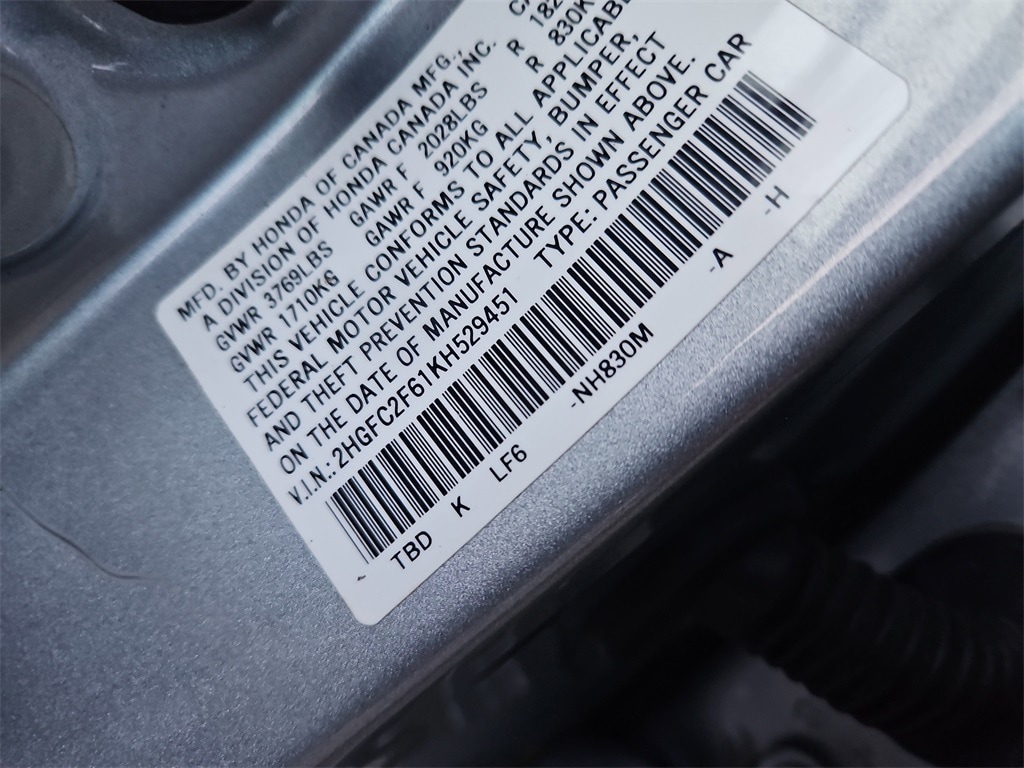 MFD. BY HONDA OF CANADA MFG.,
A DIVISION OF HONDA CANADA INC.
GVWR 3769LBS GAWR F 2028LBS R
GVWR 1710KG GAWR F 920KG R 830K
THIS VEHICLE CONFORMS TO ALL APPLICABL
FEDERAL MOTOR VEHICLE SAFETY, BUMPER,
AND THEFT PREVENTION STANDARDS IN EFFECT
ON THE DATE OF MANUFACTURE SHOWN ABOVE.
V.I.N.:2HGFC2F61KH529451 TYPE: PASSENGER CAR
TBD K LF6 -NH830M -A -H